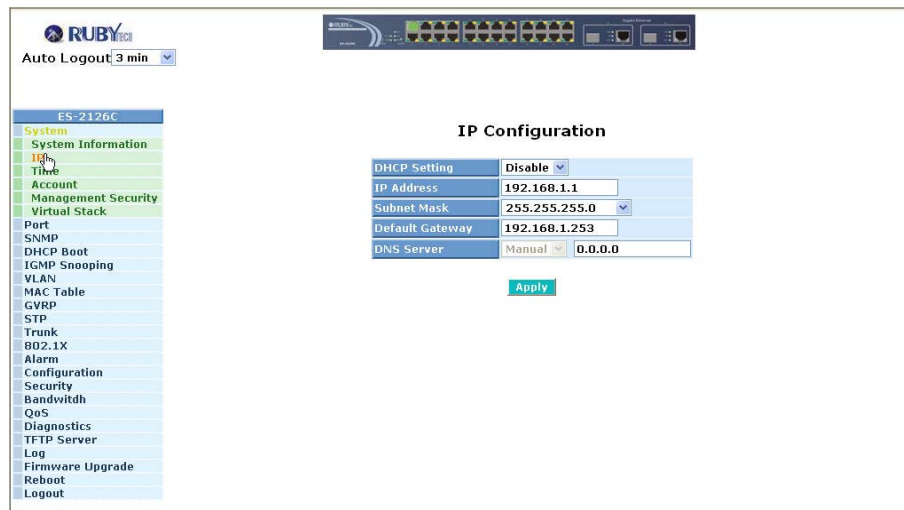 RUBYTECH
Auto Logout 3 min
ES-2126C
System
System Information
IP
Time
Account
Management Security
Virtual Stack
Port
SNMP
DHCP Boot
IGMP Snooping
VLAN
MAC Table
GVRP
STP
Trunk
802.1X
Alarm
Configuration
Security
Bandwitdh
QoS
Diagnostics
TFTP Server
Log
Firmware Upgrade
Reboot
Logout
IP Configuration
DHCP Setting Disable
IP Address 192.168.1.1
Subnet Mask 255.255.255.0
Default Gateway 192.168.1.253
DNS Server Manual 0.0.0.0
Apply